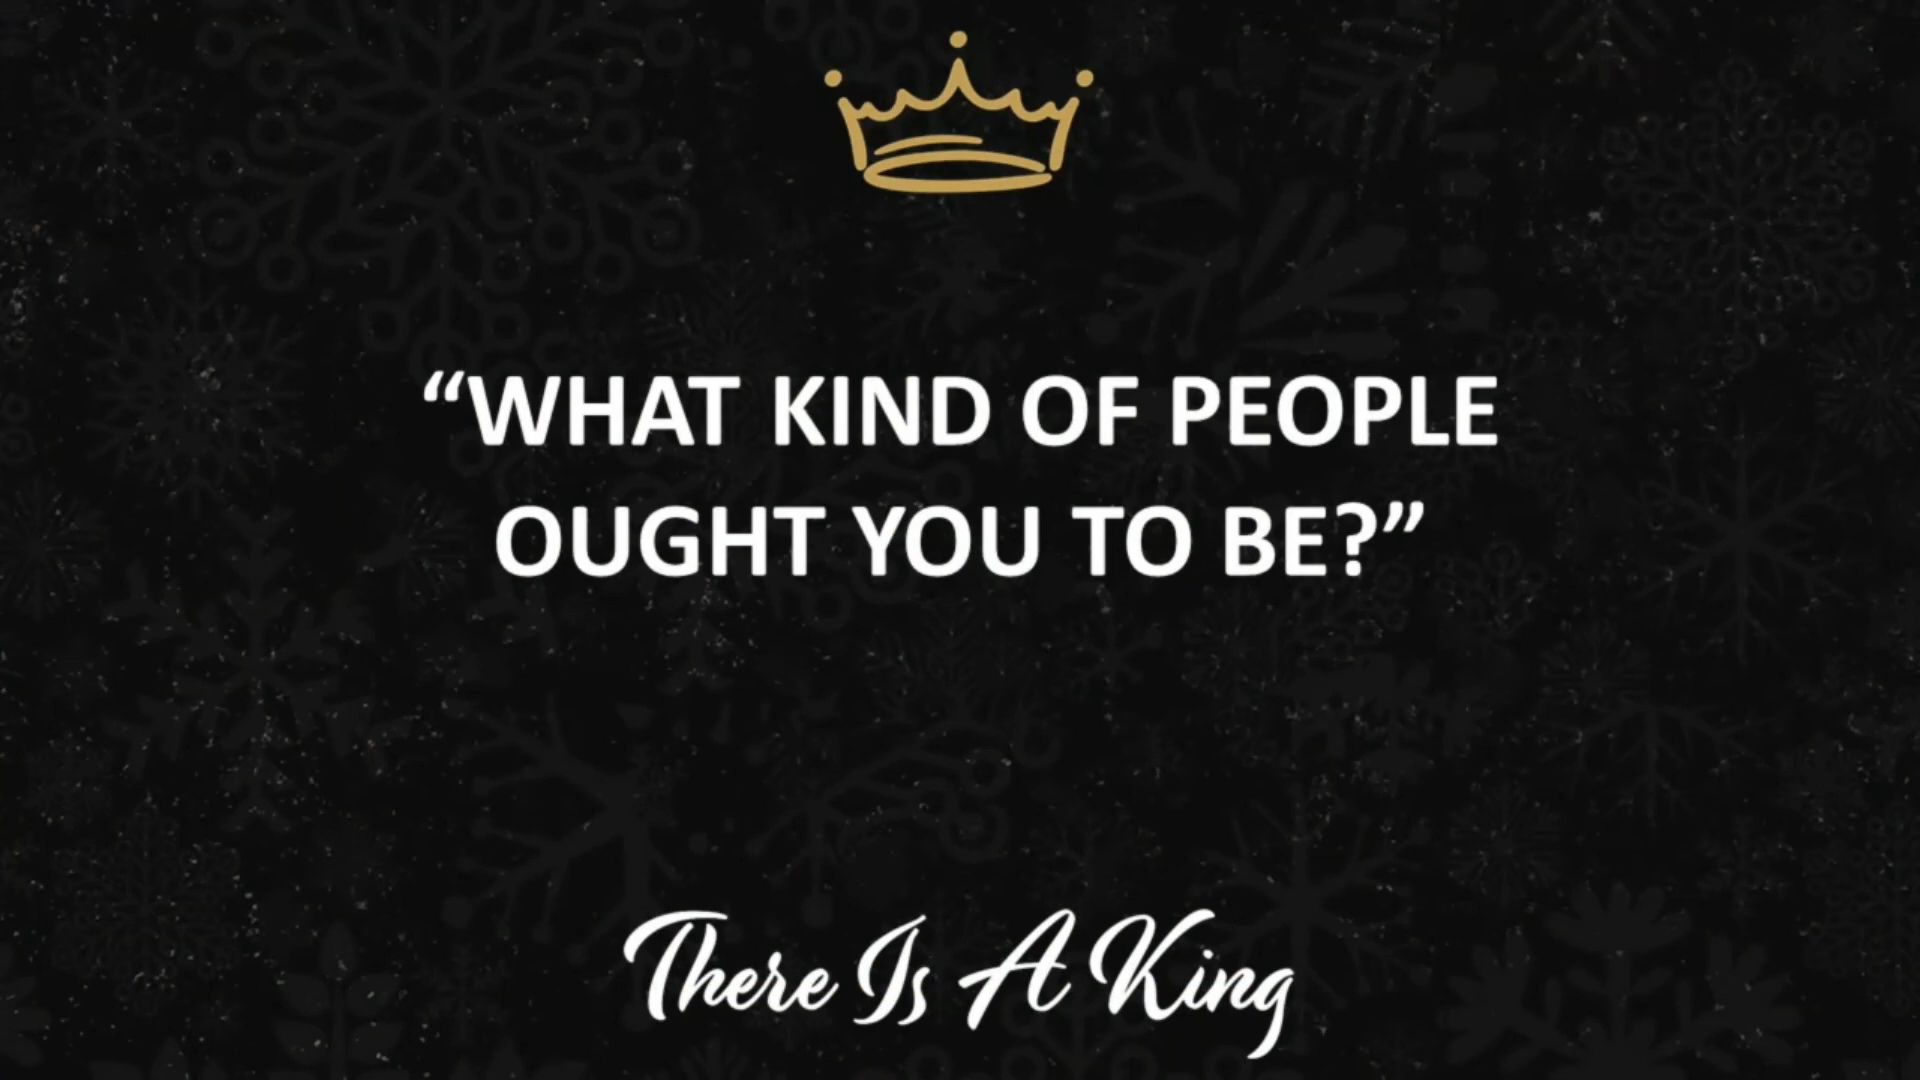 “WHAT KIND OF PEOPLE
OUGHT YOU TO BE?”
There Is A King